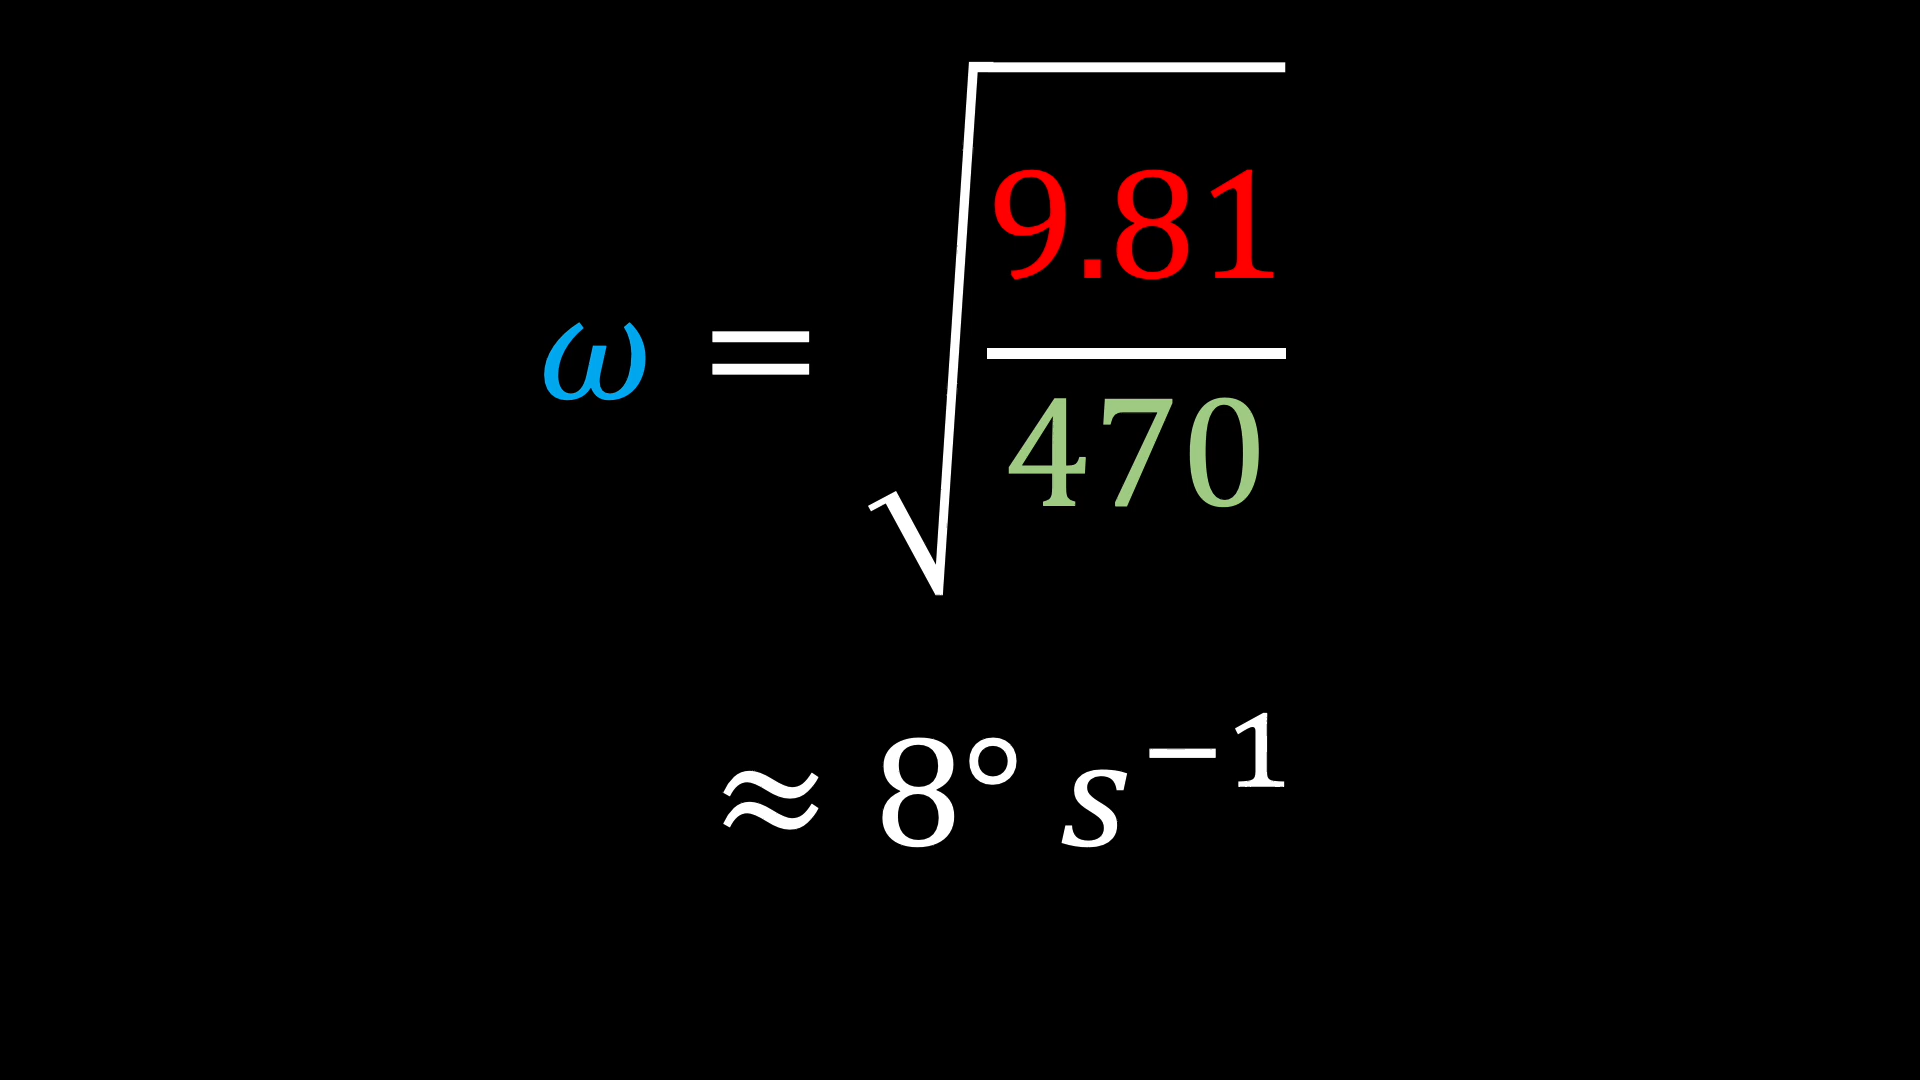 ω = √(9.81/470)
≈ 8° s⁻¹